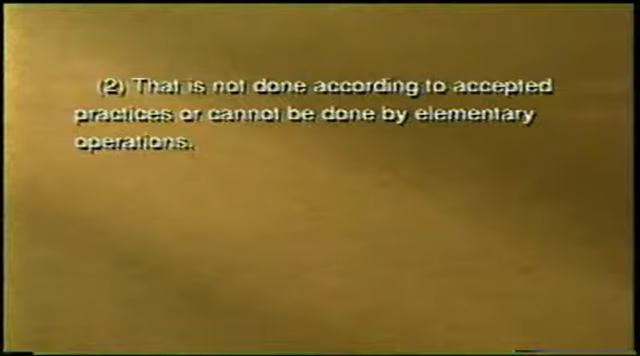 (2) That is not done according to accepted
practices or cannot be done by elementary
operations.